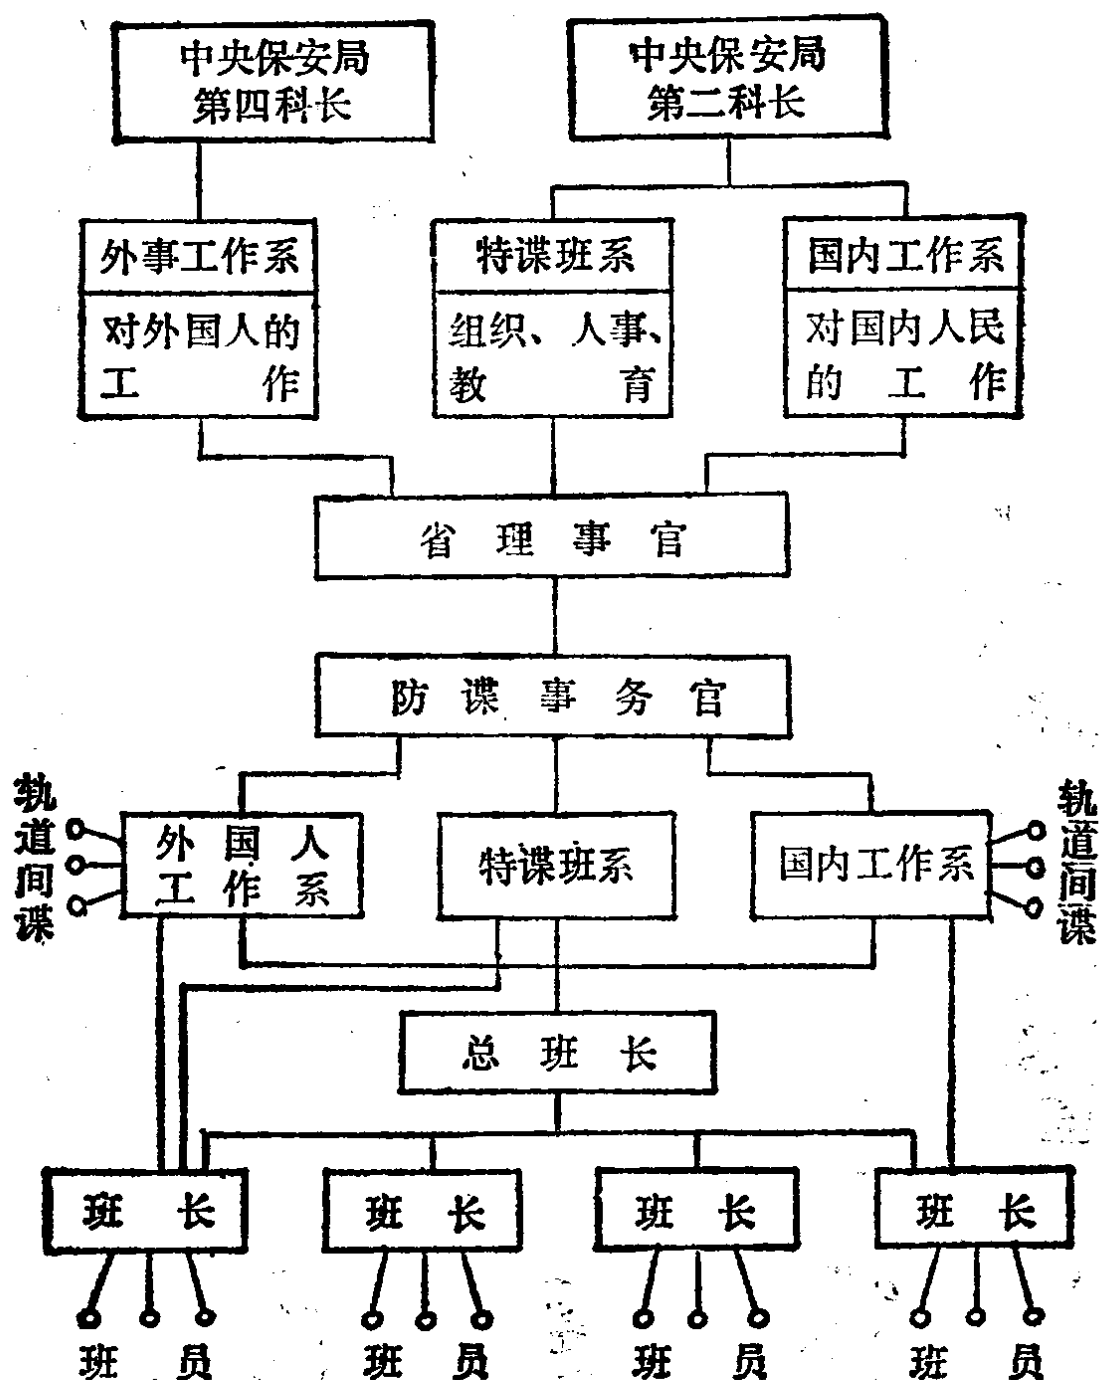 中央保安局
第四科长
中央保安局
第二科长
外事工作系
对外国人的
工作
特谍班系
组织、人事、
教育
国内工作系
对国内人民
的工作
省理事官
防谍事务官
轨道间谍
外国人
工作系
特谍班系
国内工作系
轨道间谍
总班长
班长
班长
班长
班长
班员
班员
班员
班员